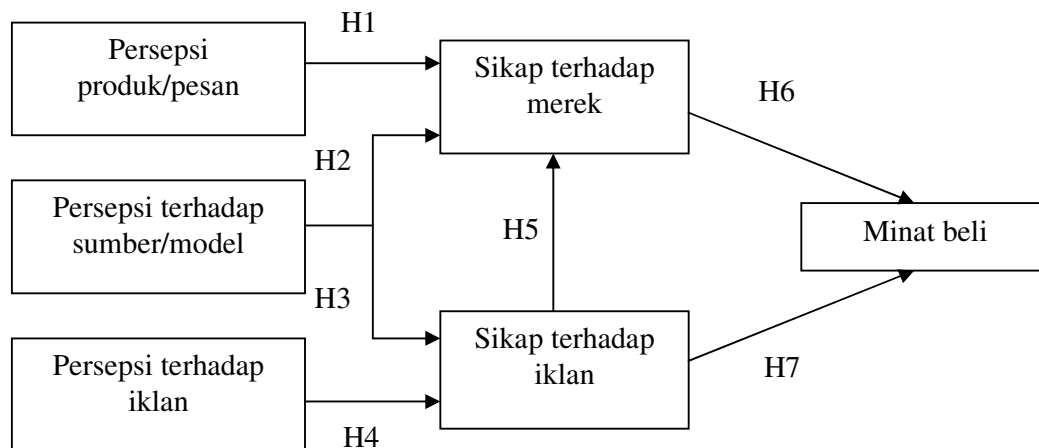 H1
Persepsi
produk/pesan
Sikap terhadap
merek
H6
H2
Persepsi terhadap
sumber/model
H5
Minat beli
H3
Sikap terhadap
iklan
Persepsi terhadap
iklan
H7
H4